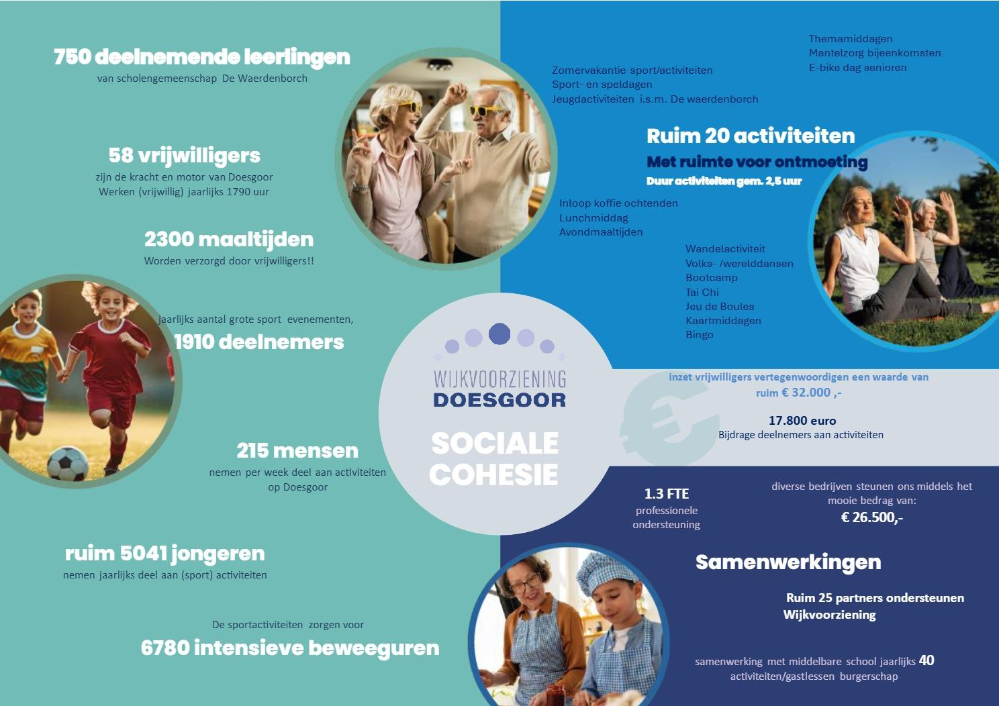 750 deelnemende leerlingen
van scholengemeenschap De Waerdenborch
58 vrijwilligers
zijn de kracht en motor van Doesgoor
Werken (vrijwillig) jaarlijks 1790 uur
2300 maaltijden
Worden verzorgd door vrijwilligers!!
jaarlijks aantal grote sport evenementen,
1910 deelnemers
215 mensen
nemen per week deel aan activiteiten
op Doesgoor
ruim 5041 jongeren
nemen jaarlijks deel aan (sport) activiteiten
De sportactiviteiten zorgen voor
6780 intensieve beweeguren
WIJKVOORZIENING
DOESGOOR
SOCIALE
COHESIE
Themamiddagen
Mantelzorg bijeenkomsten
E-bike dag senioren
Zomervakantie sport/activiteiten
Sport- en speldagen
Jeugdactiviteiten i.s.m. De waerdenborch
Ruim 20 activiteiten
Met ruimte voor ontmoeting
Duur activiteiten gem. 2,5 uur
Inloop koffie ochtenden
Lunchmiddag
Avondmaaltijden
Wandelactiviteit
Volks- /werelddansen
Bootcamp
Tai Chi
Jeu de Boules
Kaartmiddagen
Bingo
€
inzet vrijwilligers vertegenwoordigen een waarde van
ruim € 32.000 ,-
17.800 euro
Bijdrage deelnemers aan activiteiten
1.3 FTE
professionele
ondersteuning
diverse bedrijven steunen ons middels het
mooie bedrag van:
€ 26.500,-
Samenwerkingen
Ruim 25 partners ondersteunen
Wijkvoorziening
samenwerking met middelbare school jaarlijks 40
activiteiten/gastlessen burgerschap